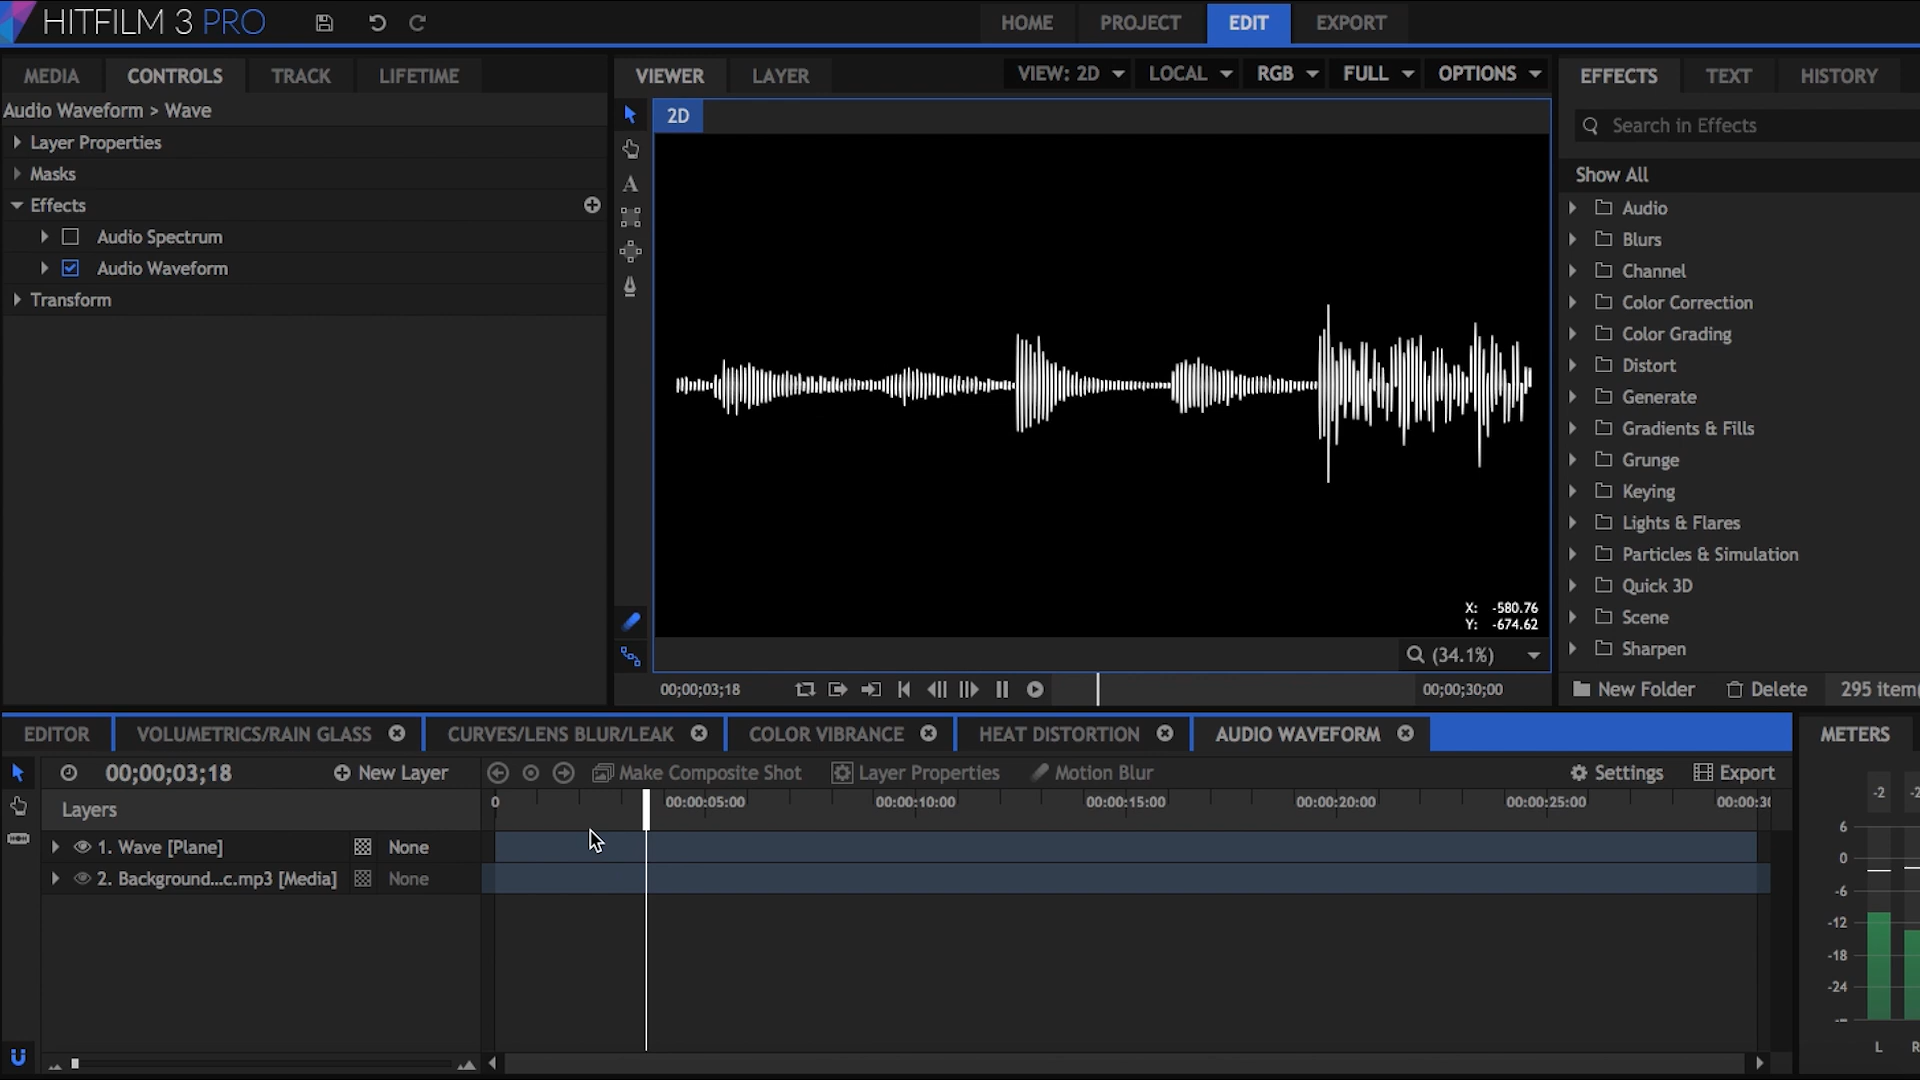 HITFILM 3 PRO
HOME PROJECT EDIT EXPORT
MEDIA CONTROLS TRACK LIFETIME
Audio Waveform > Wave
Layer Properties
Masks
Effects
Audio Spectrum
Audio Waveform
Transform
VIEWER LAYER
VIEW: 2D LOCAL RGB FULL OPTIONS
2D
A
X: -580.76
Y: -674.62
(34.1%)
00;00;03;18
00;00;30;00
EFFECTS TEXT HISTORY
Search in Effects
Show All
Audio
Blurs
Channel
Color Correction
Color Grading
Distort
Generate
Gradients & Fills
Grunge
Keying
Lights & Flares
Particles & Simulation
Quick 3D
Scene
Sharpen
New Folder Delete 295 item(
EDITOR VOLUMETRICS/RAIN GLASS CURVES/LENS BLUR/LEAK COLOR VIBRANCE HEAT DISTORTION AUDIO WAVEFORM
00;00;03;18 New Layer Make Composite Shot Layer Properties Motion Blur Settings Export
Layers
0 00:00:05:00 00:00:10:00 00:00:15:00 00:00:20:00 00:00:25:00 00:00:30
1. Wave [Plane] None
2. Background...c.mp3 [Media] None
METERS
-2 -2
6
0
-6
-12
-18
-24
L R